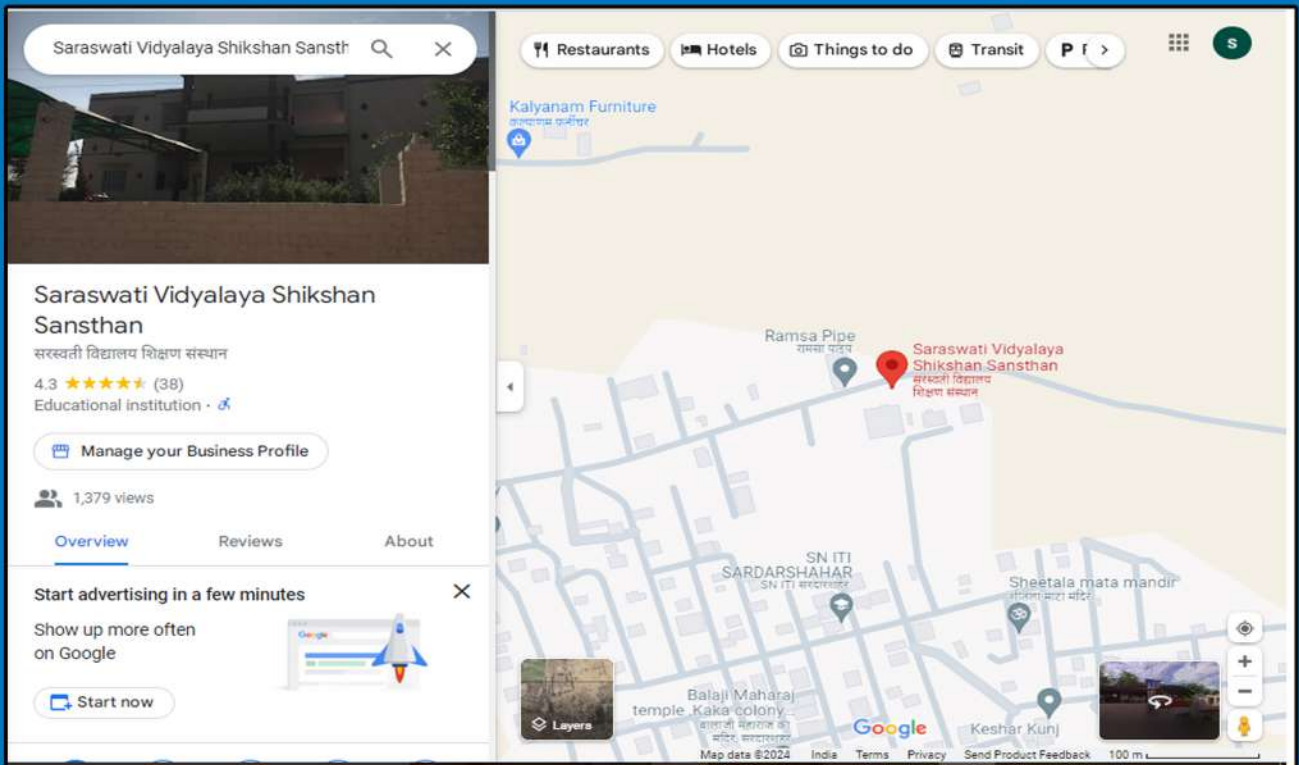 Saraswati Vidyalaya Shikshan Sansth
Restaurants
Hotels
Things to do
Transit
P
S
Saraswati Vidyalaya Shikshan
Sansthan
सरस्वती विद्यालय शिक्षण संस्थान
4.3 (38)
Educational institution ·
Manage your Business Profile
1,379 views
Overview Reviews About
Start advertising in a few minutes
Show up more often
on Google
Google
Start now
Kalyanam Furniture
कल्याणम फर्नीचर
Ramsa Pipe
रामसा पाइप
Saraswati Vidyalaya
Shikshan Sansthan
सरस्वती विद्यालय
शिक्षण संस्थान
SN ITI
SARDARSHAHAR
SN ITI सरदारशहर
Sheetala mata mandir
शीतला माता मंदिर
Balaji Maharaj
temple ,Kaka colony...
बालाजी महाराज का
मंदिर, सरदारशहर
Keshar Kunj
Layers
Google
Map data ©2024 India Terms Privacy Send Product Feedback 100 m